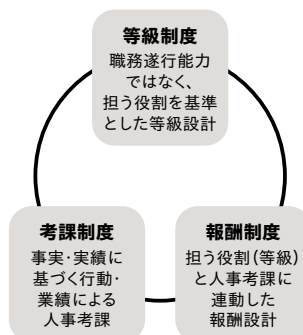 等級制度
職務遂行能力
ではなく、
担う役割を基準
とした等級設計
考課制度
事実・実績に
基づく行動・
業績による
人事考課
報酬制度
担う役割(等級)
と人事考課に
連動した
報酬設計